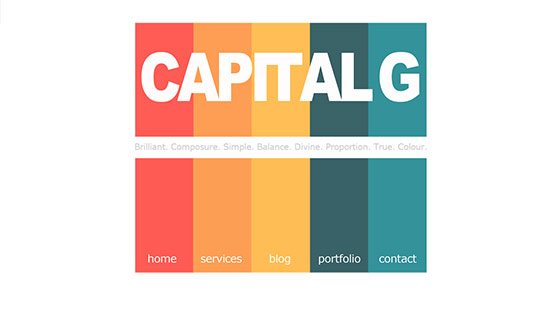 CAPITAL G
Brilliant. Composure. Simple. Balance. Divine. Proportion. True. Colour.
home services blog portfolio contact